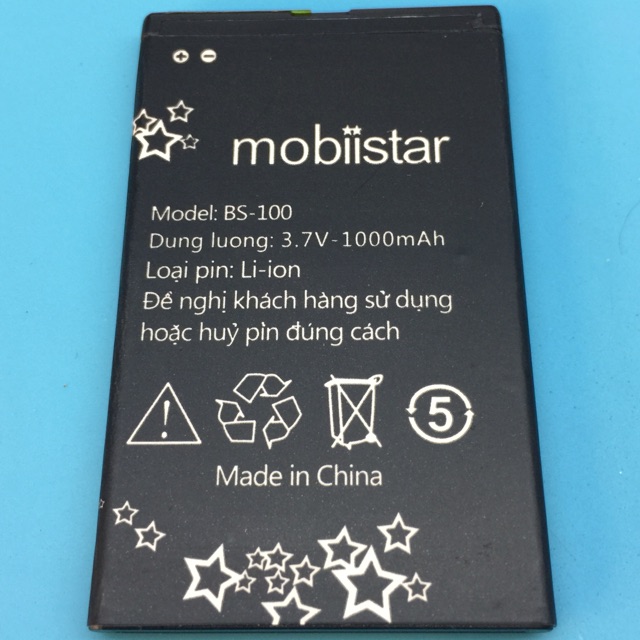 mobiistar
Model: BS-100
Dung luong: 3.7V-1000mAh
Loại pin: Li-ion
Để nghị khách hàng sử dụng
hoặc huỷ pin đúng cách
5
Made in China